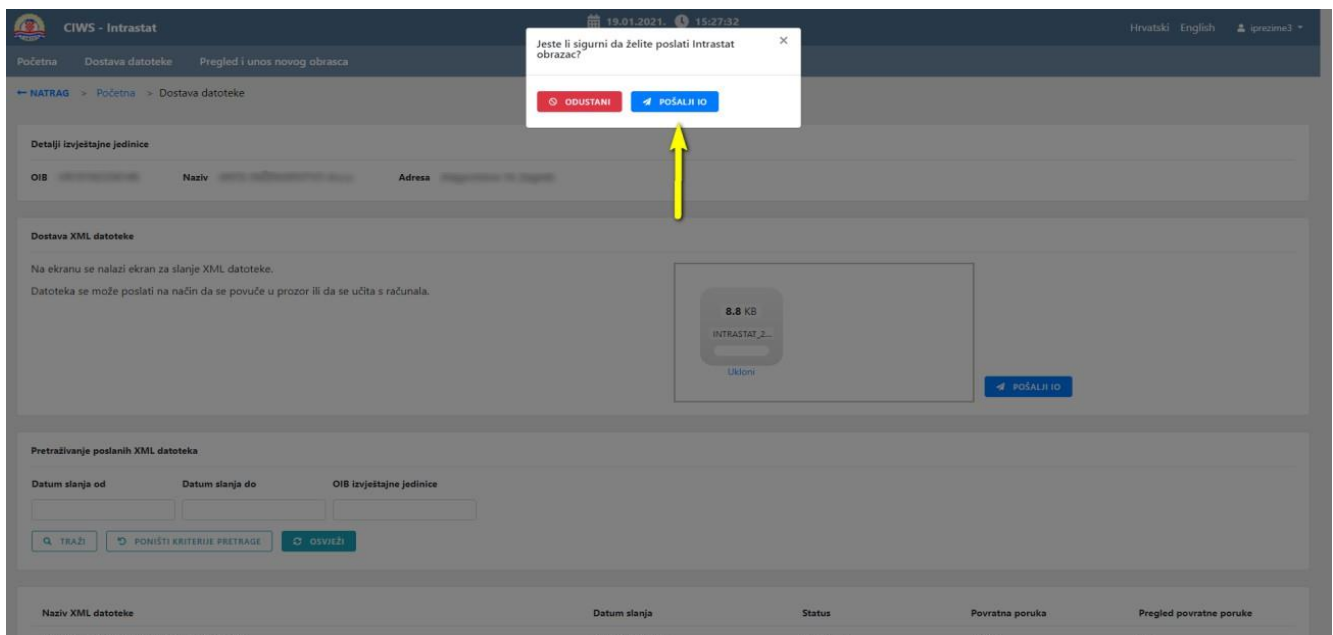 CIWS - Intrastat
19.01.2021. 15:27:32
Hrvatski English iprezime3
Početna Dostava datoteke Pregled i unos novog obrasca
Jeste li sigurni da želite poslati Intrastat
obrazac?
×
ODUSTANI POŠALJI IO
NATRAG > Početna > Dostava datoteke
Detalji izvještajne jedinice
OIB Naziv Adresa
Dostava XML datoteke
Na ekranu se nalazi ekran za slanje XML datoteke.
Datoteka se može poslati na način da se povuče u prozor ili da se učita s računala.
8.8 KB
INTRASTAT_2...
Ukloni
POŠALJI IO
Pretraživanje poslanih XML datoteka
Datum slanja od Datum slanja do OIB izvještajne jedinice
TRAŽI PONIŠTI KRITERIJE PRETRAGE OSVJEŽI
Naziv XML datoteke Datum slanja Status Povratna poruka Pregled povratne poruke